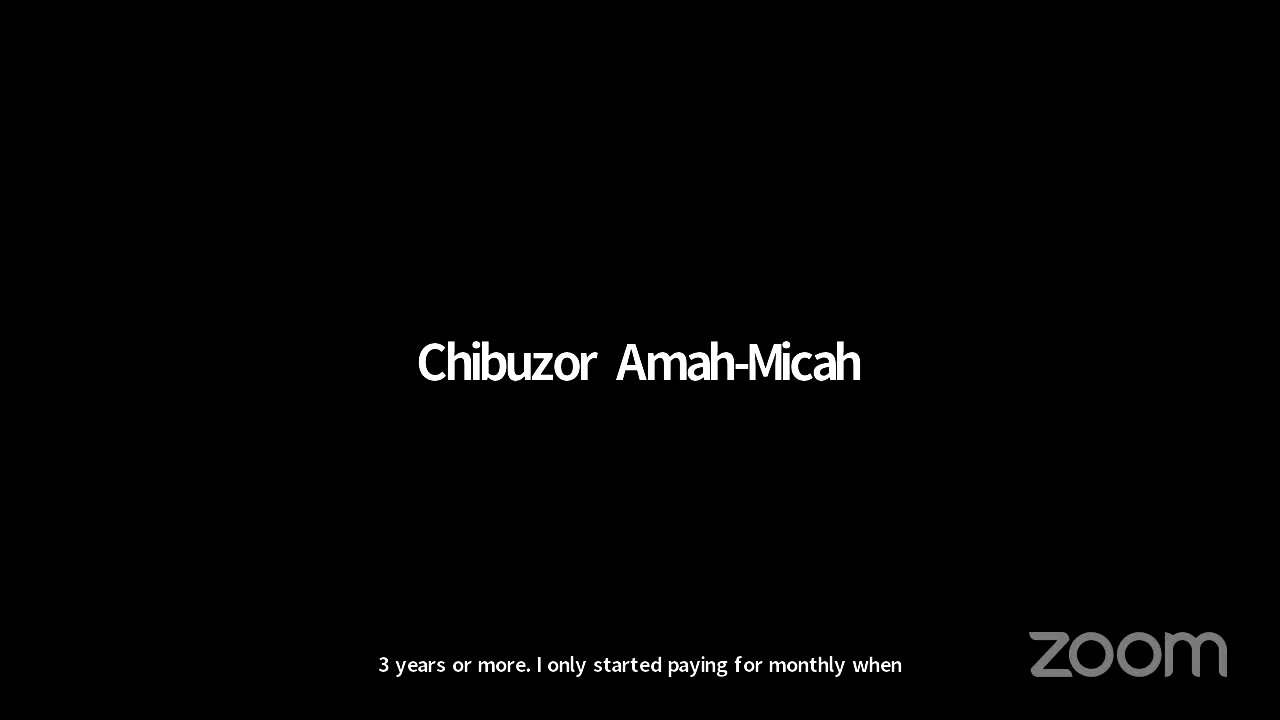 Chibuzor Amah-Micah
3 years or more. I only started paying for monthly when
zoom